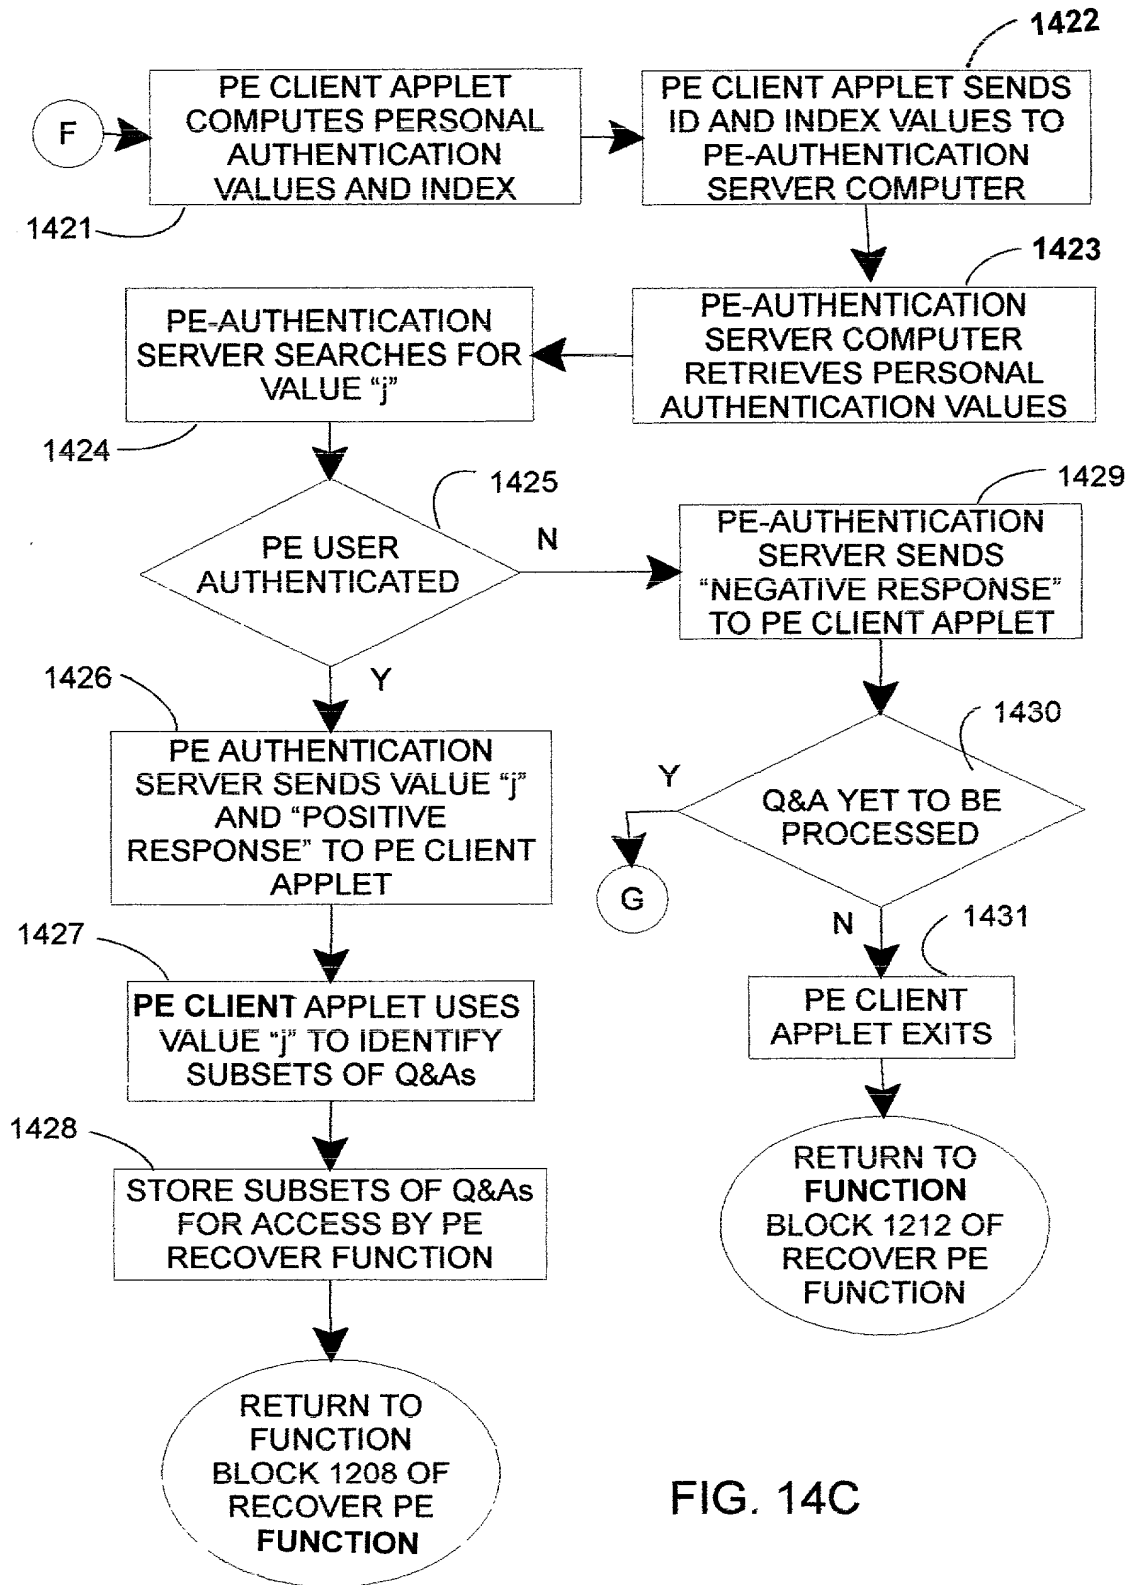 1422
F
PE CLIENT APPLET
COMPUTES PERSONAL
AUTHENTICATION
VALUES AND INDEX
1421
PE CLIENT APPLET SENDS
ID AND INDEX VALUES TO
PE-AUTHENTICATION
SERVER COMPUTER
1423
PE-AUTHENTICATION
SERVER COMPUTER
RETRIEVES PERSONAL
AUTHENTICATION VALUES
PE-AUTHENTICATION
SERVER SEARCHES FOR
VALUE “j”
1424
1425
PE USER
AUTHENTICATED
N
Y
1429
PE-AUTHENTICATION
SERVER SENDS
“NEGATIVE RESPONSE”
TO PE CLIENT APPLET
1426
PE AUTHENTICATION
SERVER SENDS VALUE “j”
AND “POSITIVE
RESPONSE” TO PE CLIENT
APPLET
1430
Q&A YET TO BE
PROCESSED
Y
G
N
1431
PE CLIENT
APPLET EXITS
1427
PE CLIENT APPLET USES
VALUE “j” TO IDENTIFY
SUBSETS OF Q&As
1428
STORE SUBSETS OF Q&As
FOR ACCESS BY PE
RECOVER FUNCTION
RETURN TO
FUNCTION
BLOCK 1212 OF
RECOVER PE
FUNCTION
RETURN TO
FUNCTION
BLOCK 1208 OF
RECOVER PE
FUNCTION
FIG. 14C